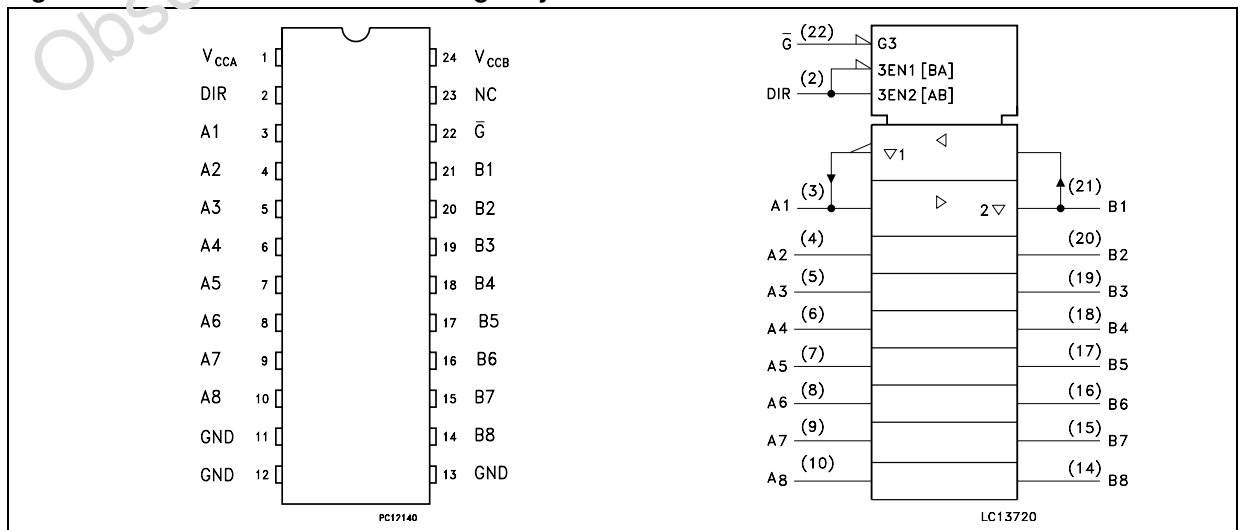 V_CCA 1 24 V_CCB
DIR 2 23 NC
A1 3 22 G̅
A2 4 21 B1
A3 5 20 B2
A4 6 19 B3
A5 7 18 B4
A6 8 17 B5
A7 9 16 B6
A8 10 15 B7
GND 11 14 B8
GND 12 13 GND
PC12140
G̅ (22) G3
3EN1 [BA]
DIR (2) 3EN2 [AB]
▽1 ◁
A1 (3) ▷ 2▽ (21) B1
A2 (4) (20) B2
A3 (5) (19) B3
A4 (6) (18) B4
A5 (7) (17) B5
A6 (8) (16) B6
A7 (9) (15) B7
A8 (10) (14) B8
LC13720